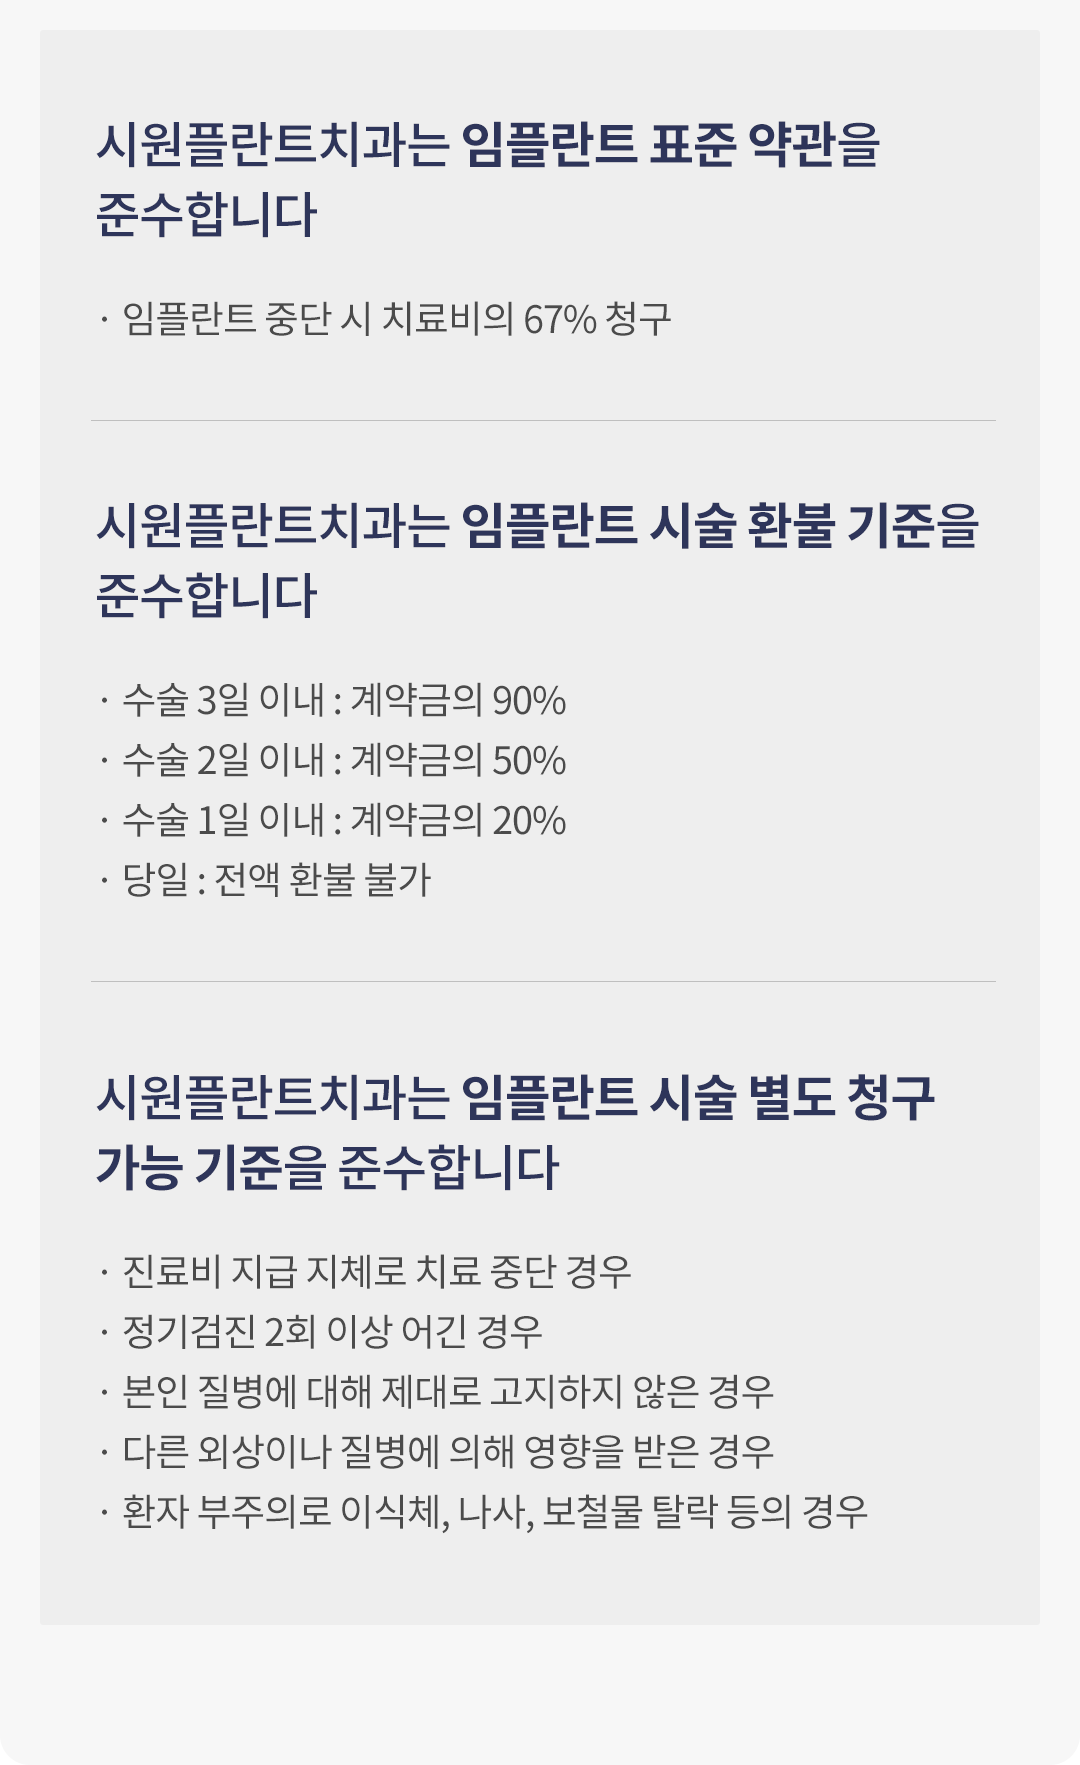 시원플란트치과는 임플란트 표준 약관을
준수합니다
· 임플란트 중단 시 치료비의 67% 청구
시원플란트치과는 임플란트 시술 환불 기준을
준수합니다
· 수술 3일 이내 : 계약금의 90%
· 수술 2일 이내 : 계약금의 50%
· 수술 1일 이내 : 계약금의 20%
· 당일 : 전액 환불 불가
시원플란트치과는 임플란트 시술 별도 청구
가능 기준을 준수합니다
· 진료비 지급 지체로 치료 중단 경우
· 정기검진 2회 이상 어긴 경우
· 본인 질병에 대해 제대로 고지하지 않은 경우
· 다른 외상이나 질병에 의해 영향을 받은 경우
· 환자 부주의로 이식체, 나사, 보철물 탈락 등의 경우